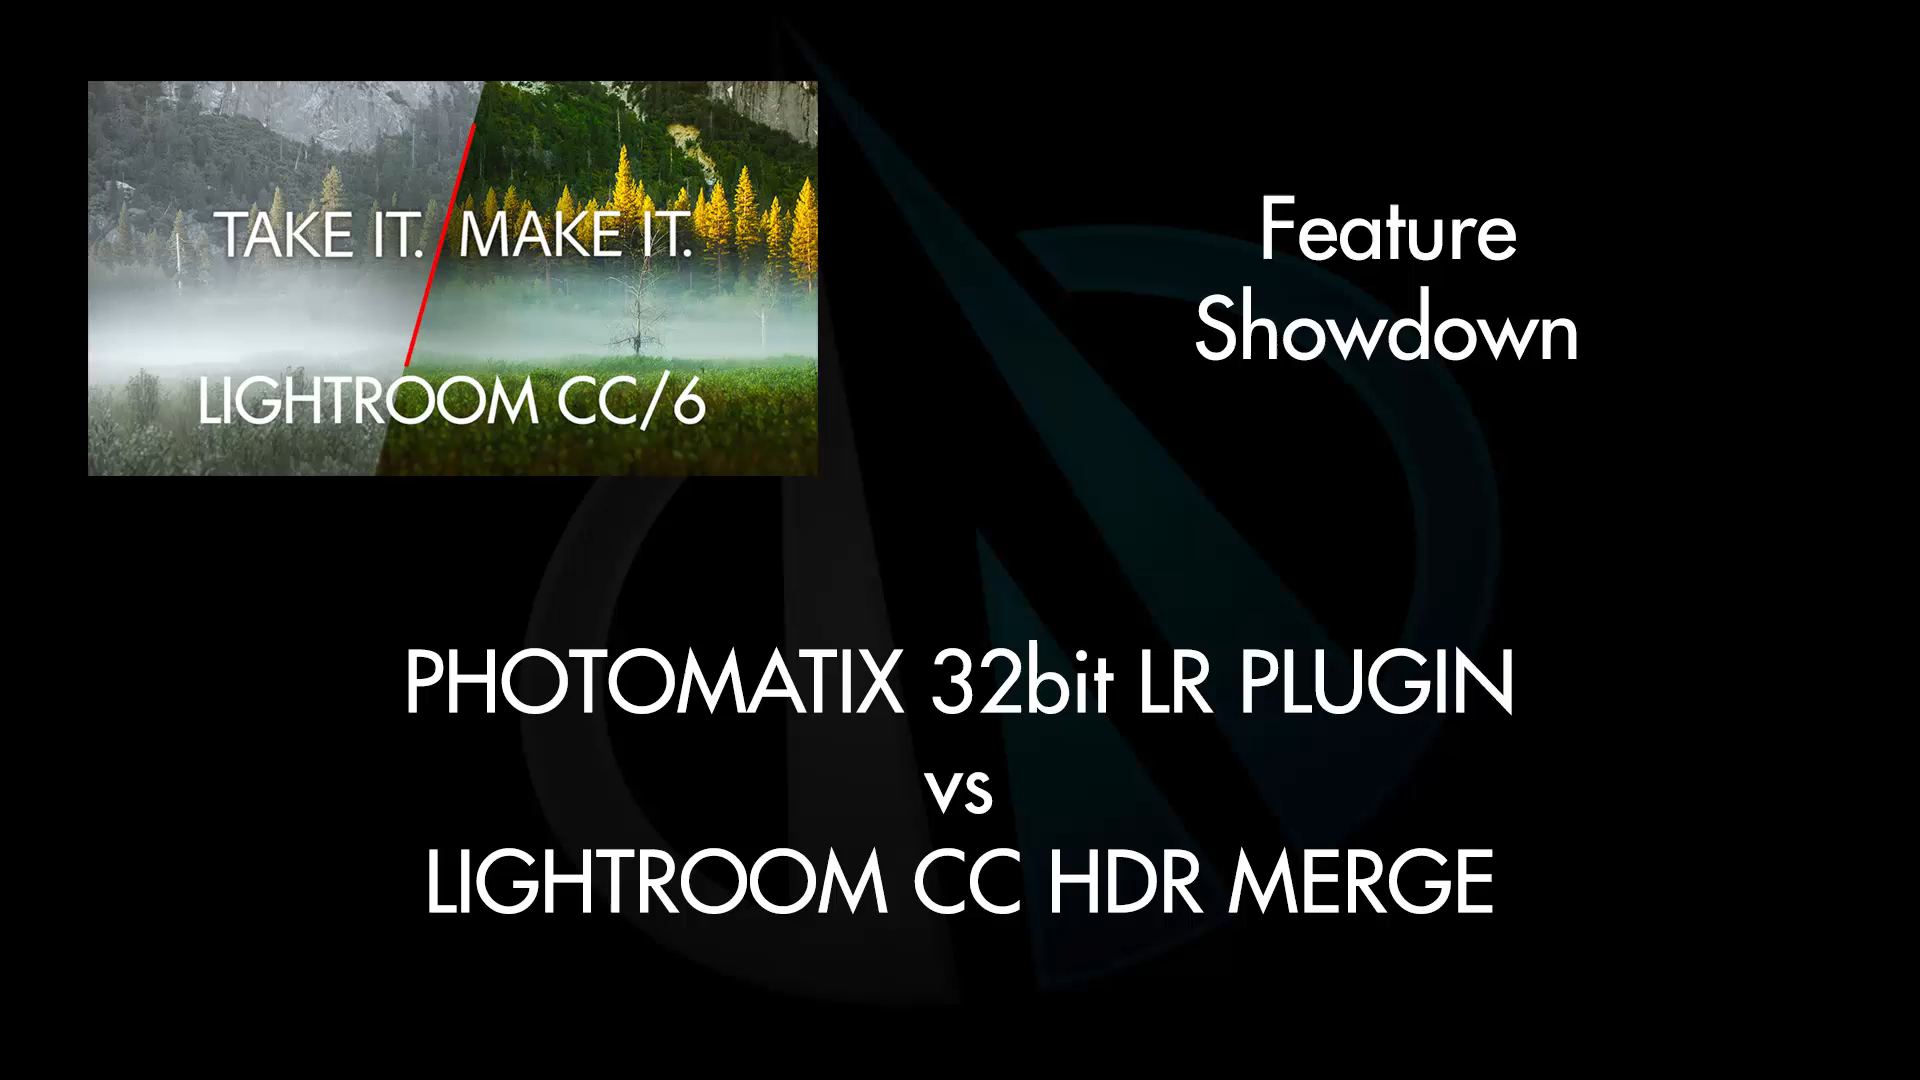 TAKE IT. MAKE IT.
LIGHTROOM CC/6
Feature
Showdown
PHOTOMATIX 32bit LR PLUGIN
vs
LIGHTROOM CC HDR MERGE